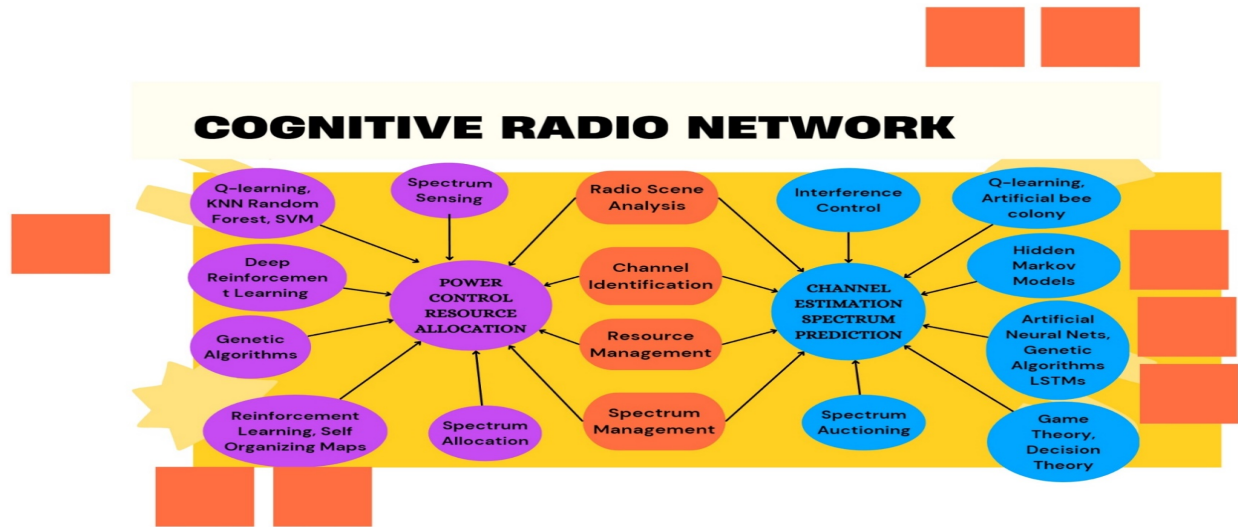 COGNITIVE RADIO NETWORK
Q-learning,
KNN Random
Forest, SVM
Spectrum
Sensing
Radio Scene
Analysis
Interference
Control
Q-learning,
Artificial bee
colony
Deep
Reinforcemen
t Learning
POWER
CONTROL
RESOURCE
ALLOCATION
Channel
Identification
CHANNEL
ESTIMATION
SPECTRUM
PREDICTION
Hidden
Markov
Models
Genetic
Algorithms
Resource
Management
Artificial
Neural Nets,
Genetic
Algorithms
LSTMs
Reinforcement
Learning, Self
Organizing Maps
Spectrum
Allocation
Spectrum
Management
Spectrum
Auctioning
Game
Theory,
Decision
Theory